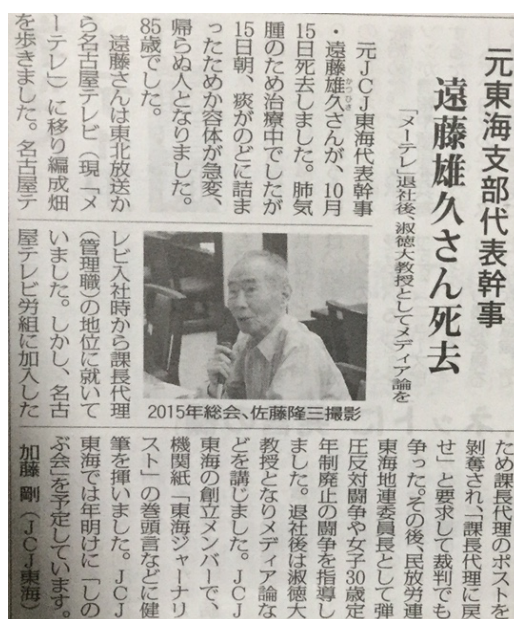 元東海支部代表幹事
遠藤雄久さん死去
「メーテレ」退社後、淑徳大教授としてメディア論を
元JCJ東海代表幹事
・遠藤雄久さんが、10月
15日死去しました。肺気
腫のため治療中でしたが
15日朝、痰がのどに詰ま
ったためか容体が急変、
帰らぬ人となりました。
85歳でした。
遠藤さんは東北放送か
ら名古屋テレビ(現「メ
ーテレ」)に移り編成畑
を歩きました。名古屋テ
レビ入社時から課長代理
(管理職)の地位に就いて
いました。しかし、名古
屋テレビ労組に加入した
2015年総会、佐藤隆三撮影
ため課長代理のポストを
剝奪され、「課長代理に戻
せ」と要求して裁判でも
争った。その後、民放労連
東海地連委員長として弾
圧反対闘争や女子30歳定
年制廃止の闘争を指導し
ました。退社後は淑徳大
教授となりメディア論な
どを講じました。JCJ
東海の創立メンバーで、
機関紙「東海ジャーナリ
スト」の巻頭言などに健
筆を揮いました。JCJ
東海では年明けに「しの
ぶ会」を予定しています。
加藤 剛(JCJ東海)